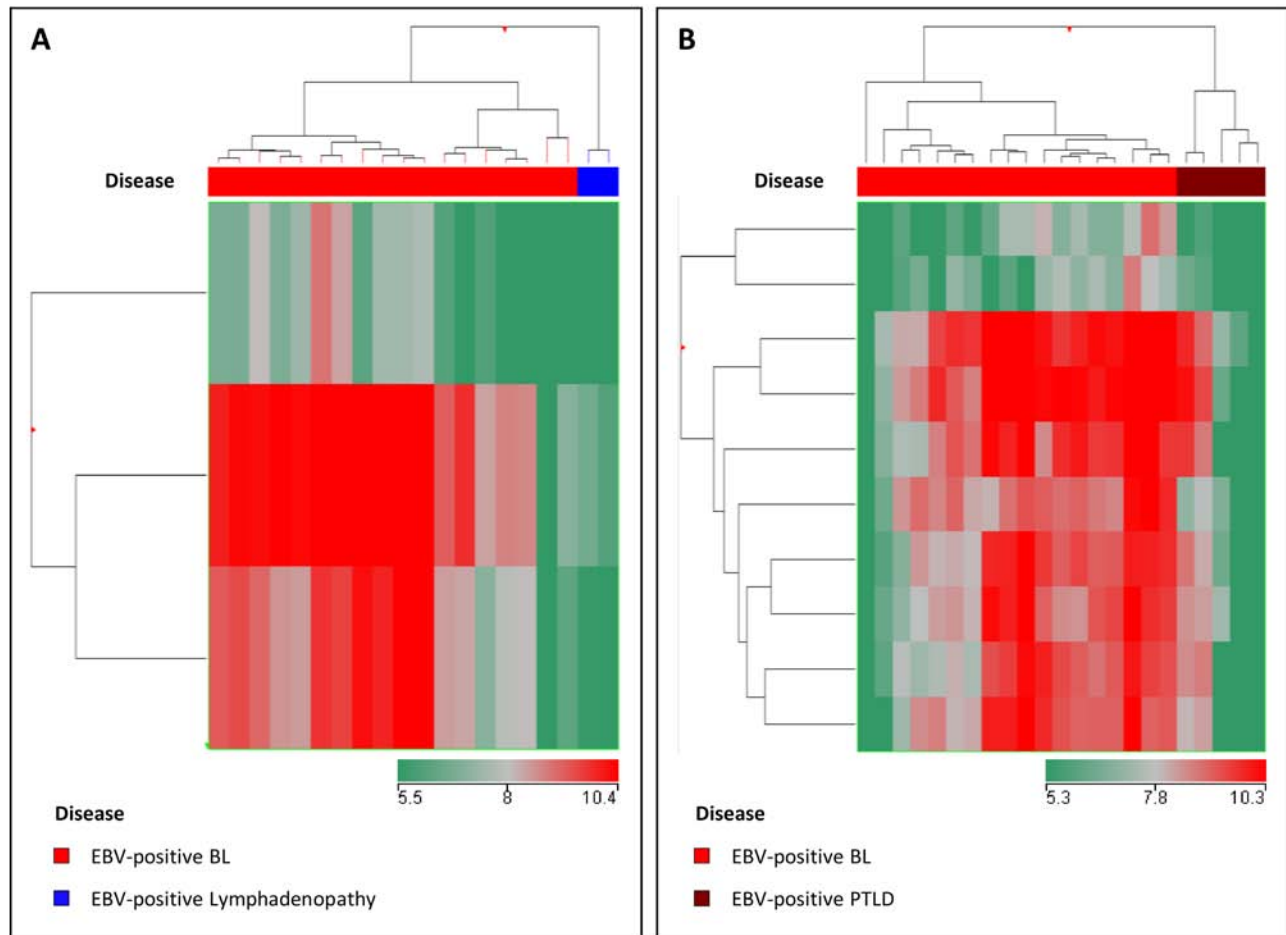 A
Disease
5.5 8 10.4
Disease
EBV-positive BL
EBV-positive Lymphadenopathy
B
Disease
5.3 7.8 10.3
Disease
EBV-positive BL
EBV-positive PTLD